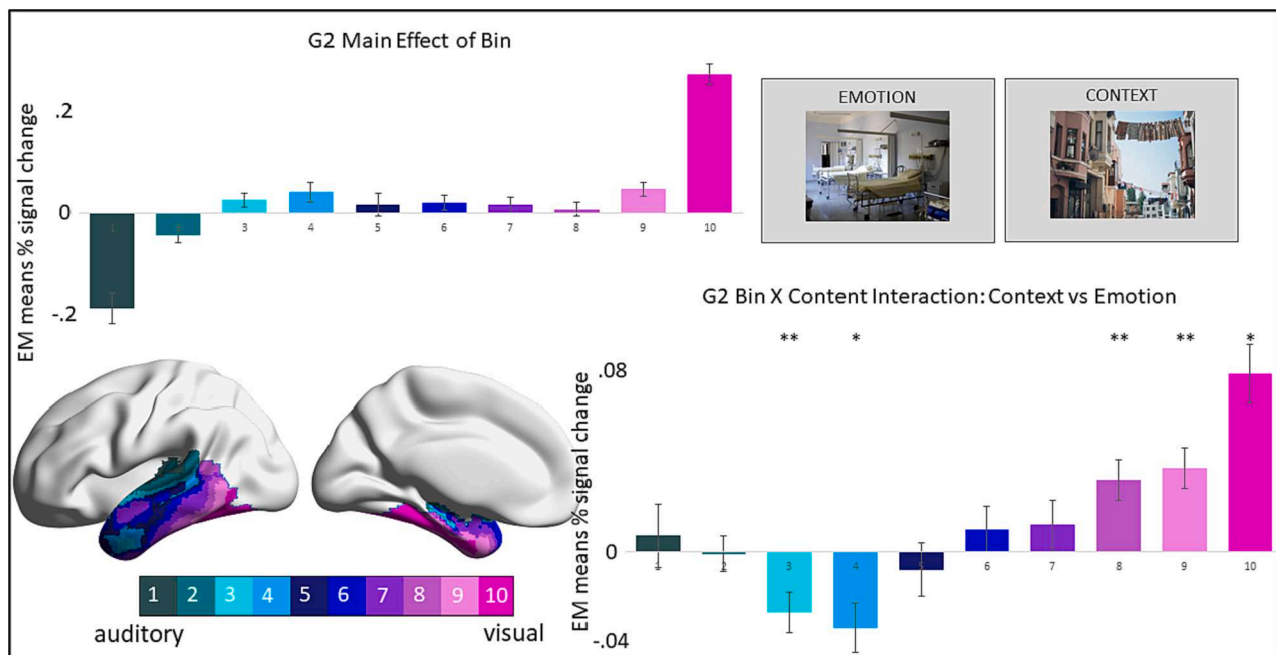 G2 Main Effect of Bin
EM means % signal change
.2
0
-.2
1
3
4
5
6
7
8
9
10
EMOTION
CONTEXT
G2 Bin X Content Interaction: Context vs Emotion
EM means % signal change
** * ** ** *
.08
0
-.04
1
2
3
4
5
6
7
8
9
10
1 2 3 4 5 6 7 8 9 10
auditory visual